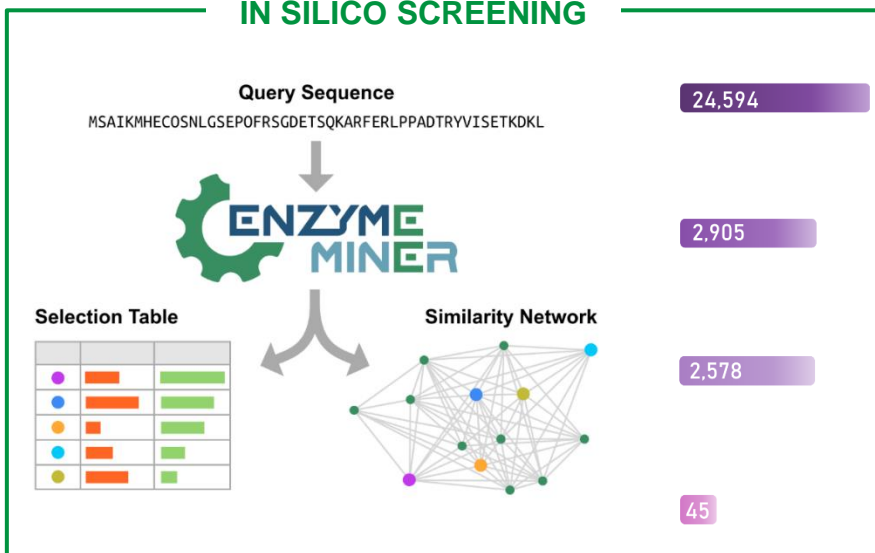 IN SILICO SCREENING
Query Sequence
MSAIKMHECOSNLGSEPOFRSGDETSQKARFERLPPADTRYVISETKDKL
ENZYME
MINER
Selection Table
Similarity Network
24,594
2,905
2,578
45